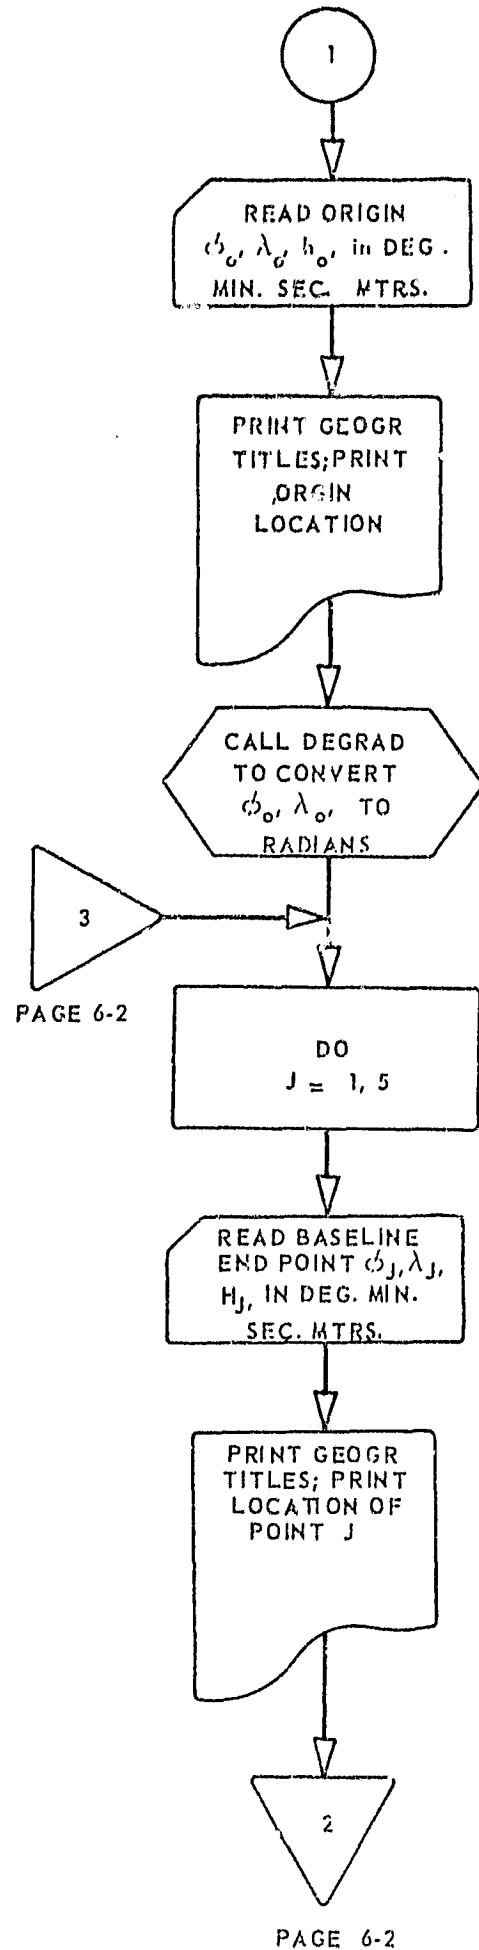 1
READ ORIGIN
ϕₒ, λₒ, hₒ, in DEG.
MIN. SEC. MTRS.
PRINT GEOGR
TITLES;PRINT
ORGIN
LOCATION
CALL DEGRAD
TO CONVERT
ϕₒ, λₒ, TO
RADIANS
3
PAGE 6-2
DO
J = 1, 5
READ BASELINE
END POINT ϕJ, λJ,
HJ, IN DEG. MIN.
SEC. MTRS.
PRINT GEOGR
TITLES; PRINT
LOCATION OF
POINT J
2
PAGE 6-2